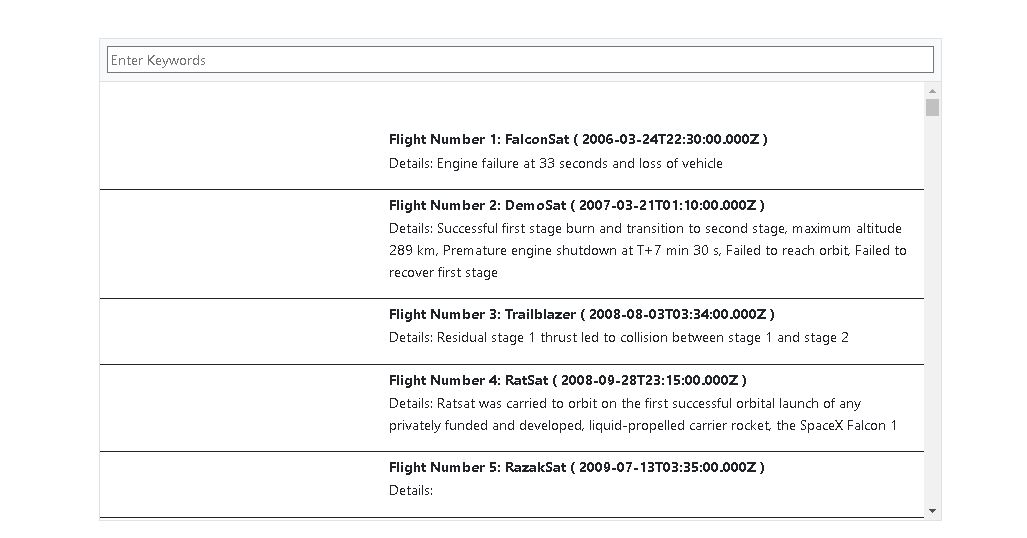 Enter Keywords
Flight Number 1: FalconSat ( 2006-03-24T22:30:00.000Z )
Details: Engine failure at 33 seconds and loss of vehicle
Flight Number 2: DemoSat ( 2007-03-21T01:10:00.000Z )
Details: Successful first stage burn and transition to second stage, maximum altitude
289 km, Premature engine shutdown at T+7 min 30 s, Failed to reach orbit, Failed to
recover first stage
Flight Number 3: Trailblazer ( 2008-08-03T03:34:00.000Z )
Details: Residual stage 1 thrust led to collision between stage 1 and stage 2
Flight Number 4: RatSat ( 2008-09-28T23:15:00.000Z )
Details: Ratsat was carried to orbit on the first successful orbital launch of any
privately funded and developed, liquid-propelled carrier rocket, the SpaceX Falcon 1
Flight Number 5: RazakSat ( 2009-07-13T03:35:00.000Z )
Details: